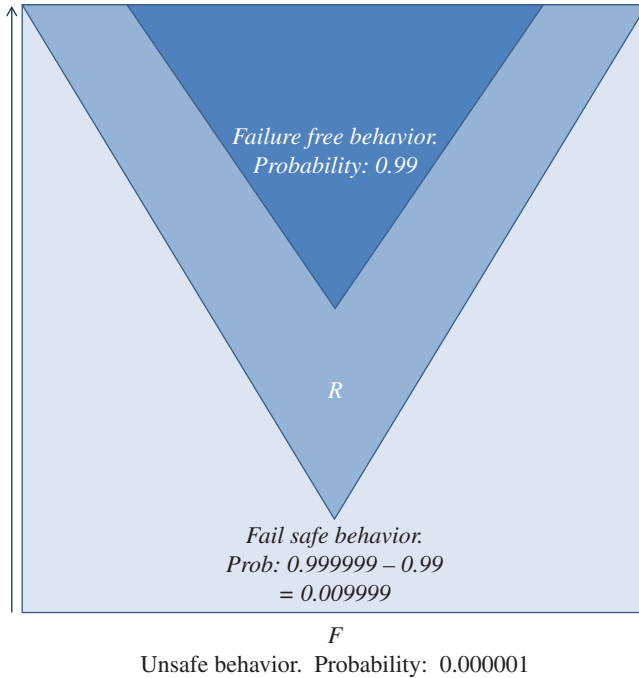 Failure free behavior.
Probability: 0.99
R
Fail safe behavior.
Prob: 0.999999 – 0.99
= 0.009999
F
Unsafe behavior. Probability: 0.000001